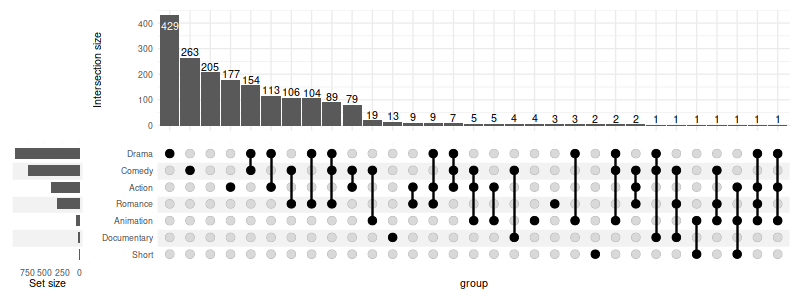 Intersection size
400
300
200
100
0
429 263 205 177 154 113 106 104 89 79 19 13 9 9 7 5 5 4 4 3 3 2 2 2 1 1 1 1 1 1 1
Drama
Comedy
Action
Romance
Animation
Documentary
Short
750 500 250 0
Set size
group